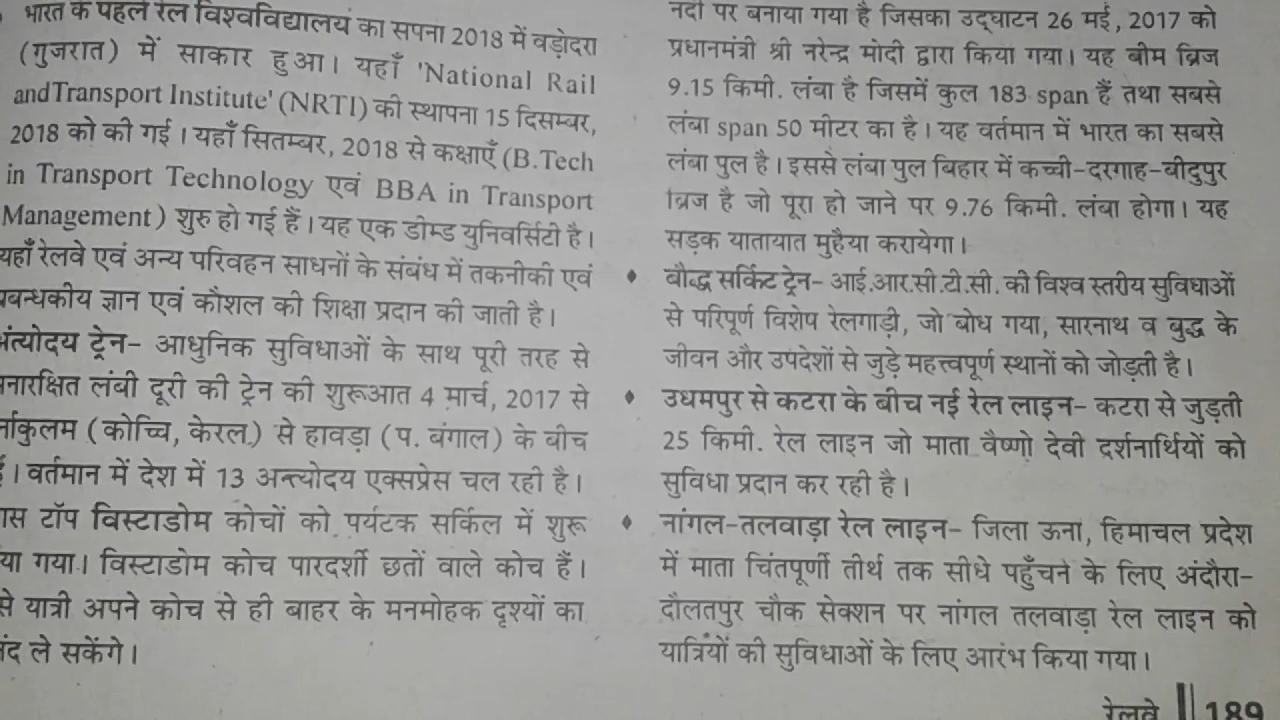 भारत के पहले रेल विश्वविद्यालय का सपना 2018 में वड़ोदरा
(गुजरात) में साकार हुआ। यहाँ 'National Rail
andTransport Institute' (NRTI) की स्थापना 15 दिसम्बर,
2018 को की गई। यहाँ सितम्बर, 2018 से कक्षाएँ (B.Tech
in Transport Technology एवं BBA in Transport
Management) शुरु हो गई हैं। यह एक डीम्ड युनिवर्सिटी है।
यहाँ रेलवे एवं अन्य परिवहन साधनों के संबंध में तकनीकी एवं
प्रबन्धकीय ज्ञान एवं कौशल की शिक्षा प्रदान की जाती है।
अंत्योदय ट्रेन- आधुनिक सुविधाओं के साथ पूरी तरह से
अनारक्षित लंबी दूरी की ट्रेन की शुरूआत 4 मार्च, 2017 से
र्नाकुलम (कोच्चि, केरल) से हावड़ा (प. बंगाल) के बीच
है। वर्तमान में देश में 13 अन्त्योदय एक्सप्रेस चल रही है।
ास टॉप विस्टाडोम कोचों को पर्यटक सर्किल में शुरू
या गया। विस्टाडोम कोच पारदर्शी छतों वाले कोच हैं।
से यात्री अपने कोच से ही बाहर के मनमोहक दृश्यों का
ंद ले सकेंगे।
नदी पर बनाया गया है जिसका उद्घाटन 26 मई, 2017 को
प्रधानमंत्री श्री नरेन्द्र मोदी द्वारा किया गया। यह बीम ब्रिज
9.15 किमी. लंबा है जिसमें कुल 183 span हैं तथा सबसे
लंबा span 50 मीटर का है। यह वर्तमान में भारत का सबसे
लंबा पुल है। इससे लंबा पुल बिहार में कच्ची-दरगाह-बीदुपुर
ब्रिज है जो पूरा हो जाने पर 9.76 किमी. लंबा होगा। यह
सड़क यातायात मुहैया करायेगा।
♦ बौद्ध सर्किट ट्रेन- आई.आर.सी.टी.सी. की विश्व स्तरीय सुविधाओं
से परिपूर्ण विशेष रेलगाड़ी, जो बोध गया, सारनाथ व बुद्ध के
जीवन और उपदेशों से जुड़े महत्त्वपूर्ण स्थानों को जोड़ती है।
♦ उधमपुर से कटरा के बीच नई रेल लाइन- कटरा से जुड़ती
25 किमी. रेल लाइन जो माता वैष्णो देवी दर्शनार्थियों को
सुविधा प्रदान कर रही है।
♦ नांगल-तलवाड़ा रेल लाइन- जिला ऊना, हिमाचल प्रदेश
में माता चिंतपूर्णी तीर्थ तक सीधे पहुँचने के लिए अंदौरा-
दौलतपुर चौक सेक्शन पर नांगल तलवाड़ा रेल लाइन को
यात्रियों की सुविधाओं के लिए आरंभ किया गया।
रेलवे || 189